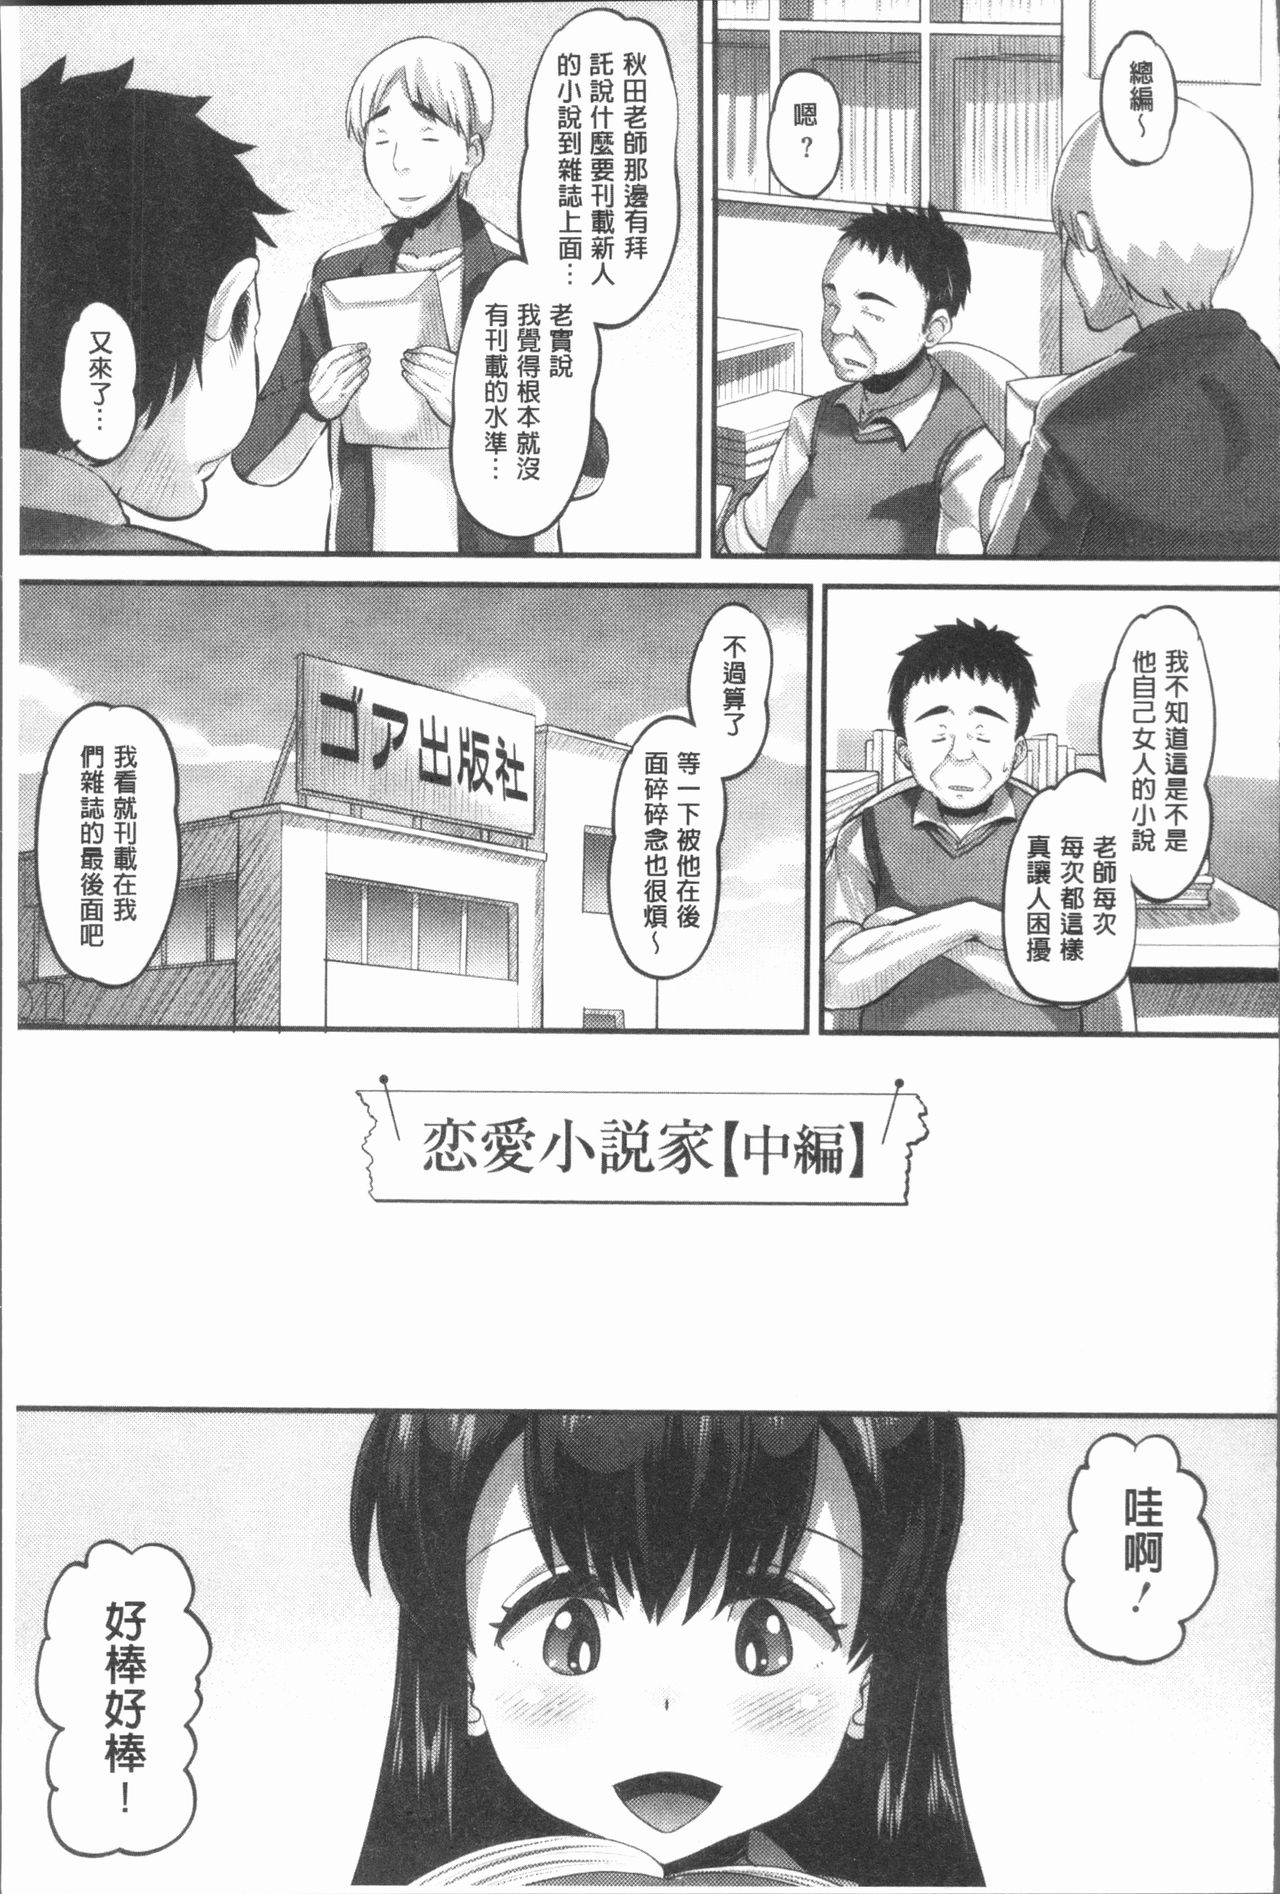 總編～
嗯？
秋田老師那邊有拜
託說什麼要刊載新人
的小說到雜誌上面…
老實說
我覺得根本就沒
有刊載的水準…
又來了…
我不知道這是不是
他自己女人的小說
老師每次
每次都這樣
真讓人困擾
不過算了
等一下被他在後
面碎碎念也很煩～
ゴア出版社
我看就刊載在我
們雜誌的最後面吧
恋愛小説家【中編】
哇啊！
好棒好棒！